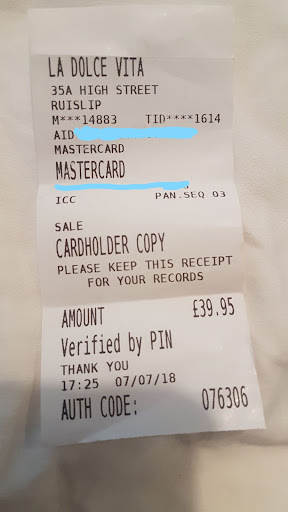 LA DOLCE VITA
35A HIGH STREET
RUISLIP
M***14883 TID****1614
AID
MASTERCARD
MASTERCARD
ICC PAN.SEQ 03
SALE
CARDHOLDER COPY
PLEASE KEEP THIS RECEIPT
FOR YOUR RECORDS
AMOUNT £39.95
Verified by PIN
THANK YOU
17:25 07/07/18
AUTH CODE: 076306